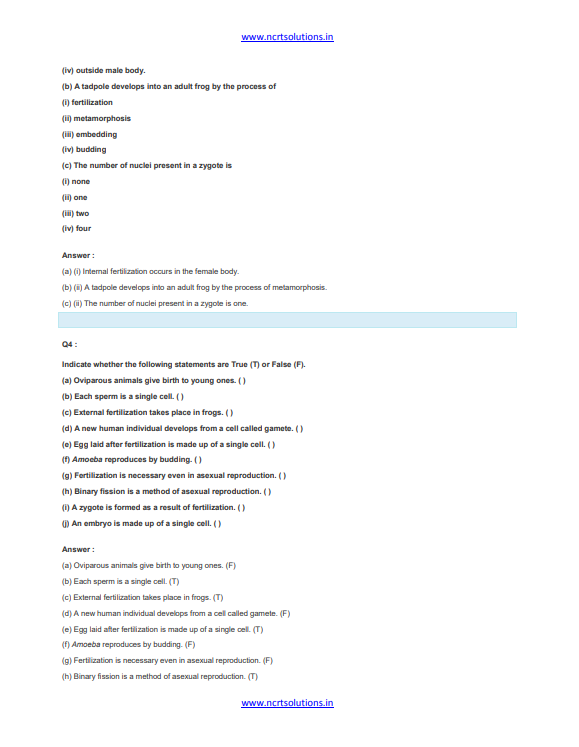 www.ncrtsolutions.in
(iv) outside male body.
(b) A tadpole develops into an adult frog by the process of
(i) fertilization
(ii) metamorphosis
(iii) embedding
(iv) budding
(c) The number of nuclei present in a zygote is
(i) none
(ii) one
(iii) two
(iv) four
Answer :
(a) (i) Internal fertilization occurs in the female body.
(b) (ii) A tadpole develops into an adult frog by the process of metamorphosis.
(c) (ii) The number of nuclei present in a zygote is one.
Q4 :
Indicate whether the following statements are True (T) or False (F).
(a) Oviparous animals give birth to young ones. ( )
(b) Each sperm is a single cell. ( )
(c) External fertilization takes place in frogs. ( )
(d) A new human individual develops from a cell called gamete. ( )
(e) Egg laid after fertilization is made up of a single cell. ( )
(f) Amoeba reproduces by budding. ( )
(g) Fertilization is necessary even in asexual reproduction. ( )
(h) Binary fission is a method of asexual reproduction. ( )
(i) A zygote is formed as a result of fertilization. ( )
(j) An embryo is made up of a single cell. ( )
Answer :
(a) Oviparous animals give birth to young ones. (F)
(b) Each sperm is a single cell. (T)
(c) External fertilization takes place in frogs. (T)
(d) A new human individual develops from a cell called gamete. (F)
(e) Egg laid after fertilization is made up of a single cell. (T)
(f) Amoeba reproduces by budding. (F)
(g) Fertilization is necessary even in asexual reproduction. (F)
(h) Binary fission is a method of asexual reproduction. (T)
www.ncrtsolutions.in